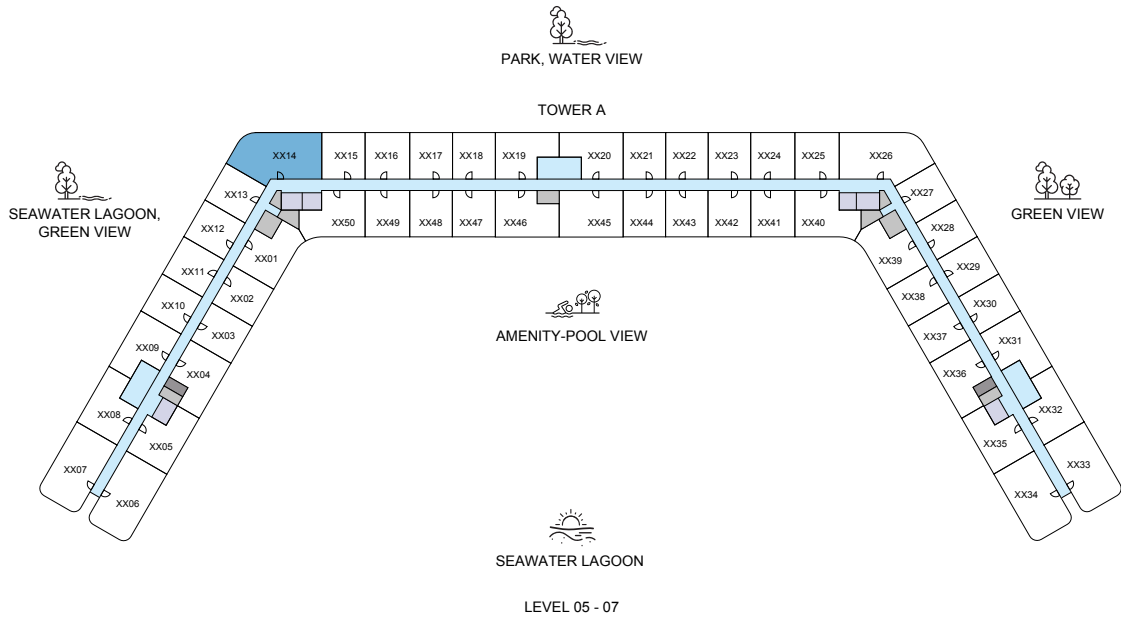 PARK, WATER VIEW
TOWER A
XX14 XX15 XX16 XX17 XX18 XX19 XX20 XX21 XX22 XX23 XX24 XX25 XX26
XX13 XX27
SEAWATER LAGOON,
GREEN VIEW
GREEN VIEW
XX50 XX49 XX48 XX47 XX46 XX45 XX44 XX43 XX42 XX41 XX40
XX12 XX28
XX01 XX39
XX11 XX29
XX02 XX38
XX10 XX30
XX03 XX37
AMENITY-POOL VIEW
XX09 XX31
XX04 XX36
XX08 XX32
XX05 XX35
XX07 XX33
XX06 XX34
SEAWATER LAGOON
LEVEL 05 - 07